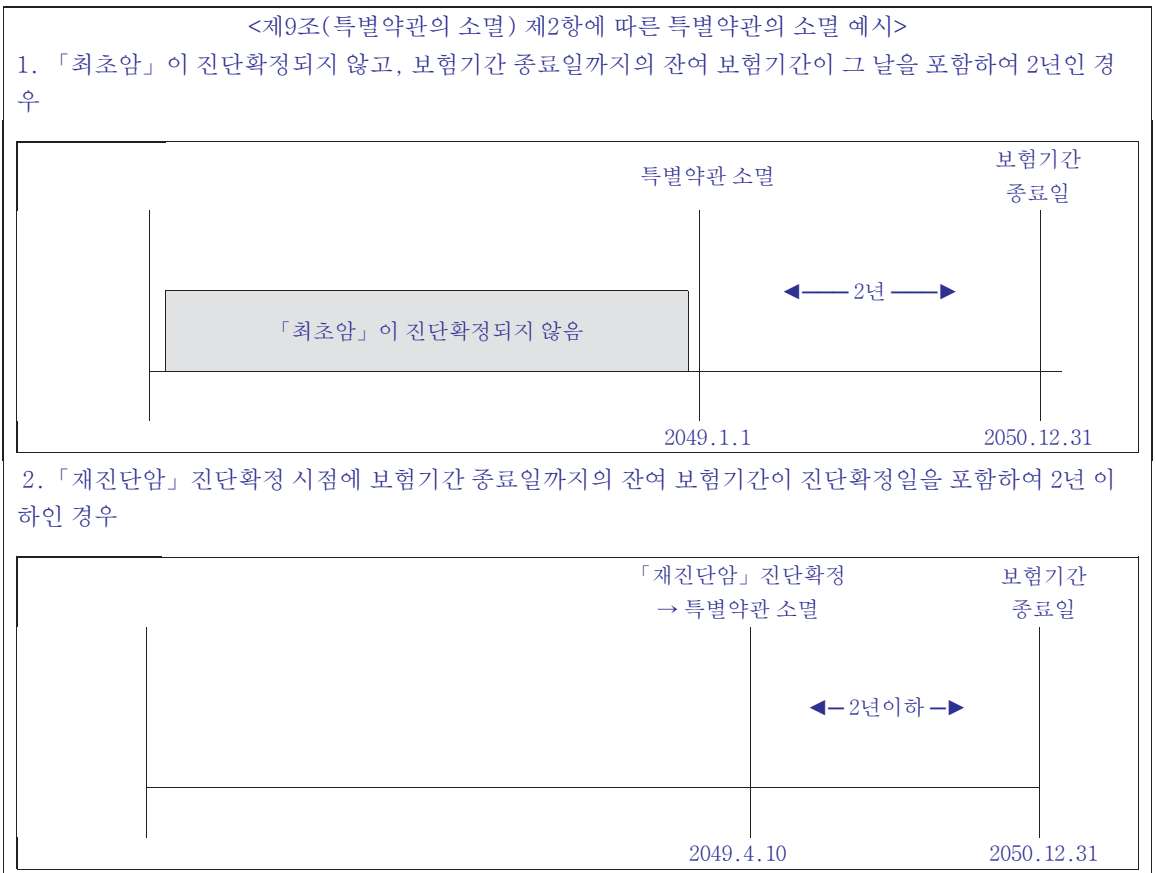 <제9조(특별약관의 소멸) 제2항에 따른 특별약관의 소멸 예시>
1. 「최초암」이 진단확정되지 않고, 보험기간 종료일까지의 잔여 보험기간이 그 날을 포함하여 2년인 경
우
특별약관 소멸
보험기간
종료일
2년
「최초암」이 진단확정되지 않음
2049.1.1
2050.12.31
2.「재진단암」진단확정 시점에 보험기간 종료일까지의 잔여 보험기간이 진단확정일을 포함하여 2년 이
하인 경우
「재진단암」진단확정
→ 특별약관 소멸
보험기간
종료일
2년이하
2049.4.10
2050.12.31